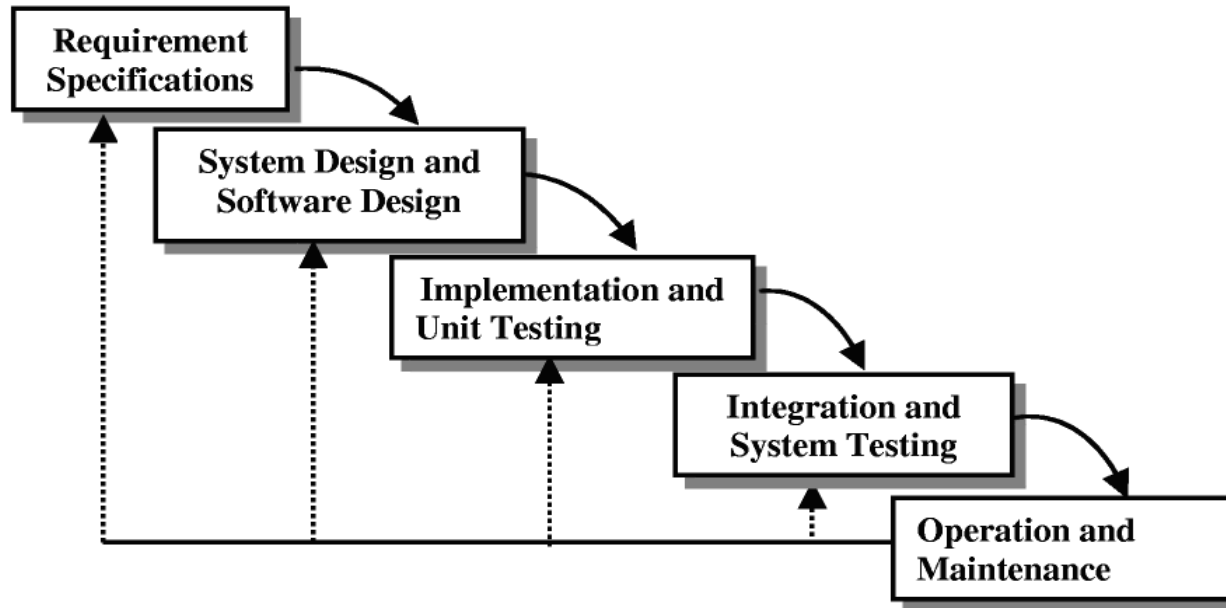 Requirement
Specifications
System Design and
Software Design
Implementation and
Unit Testing
Integration and
System Testing
Operation and
Maintenance